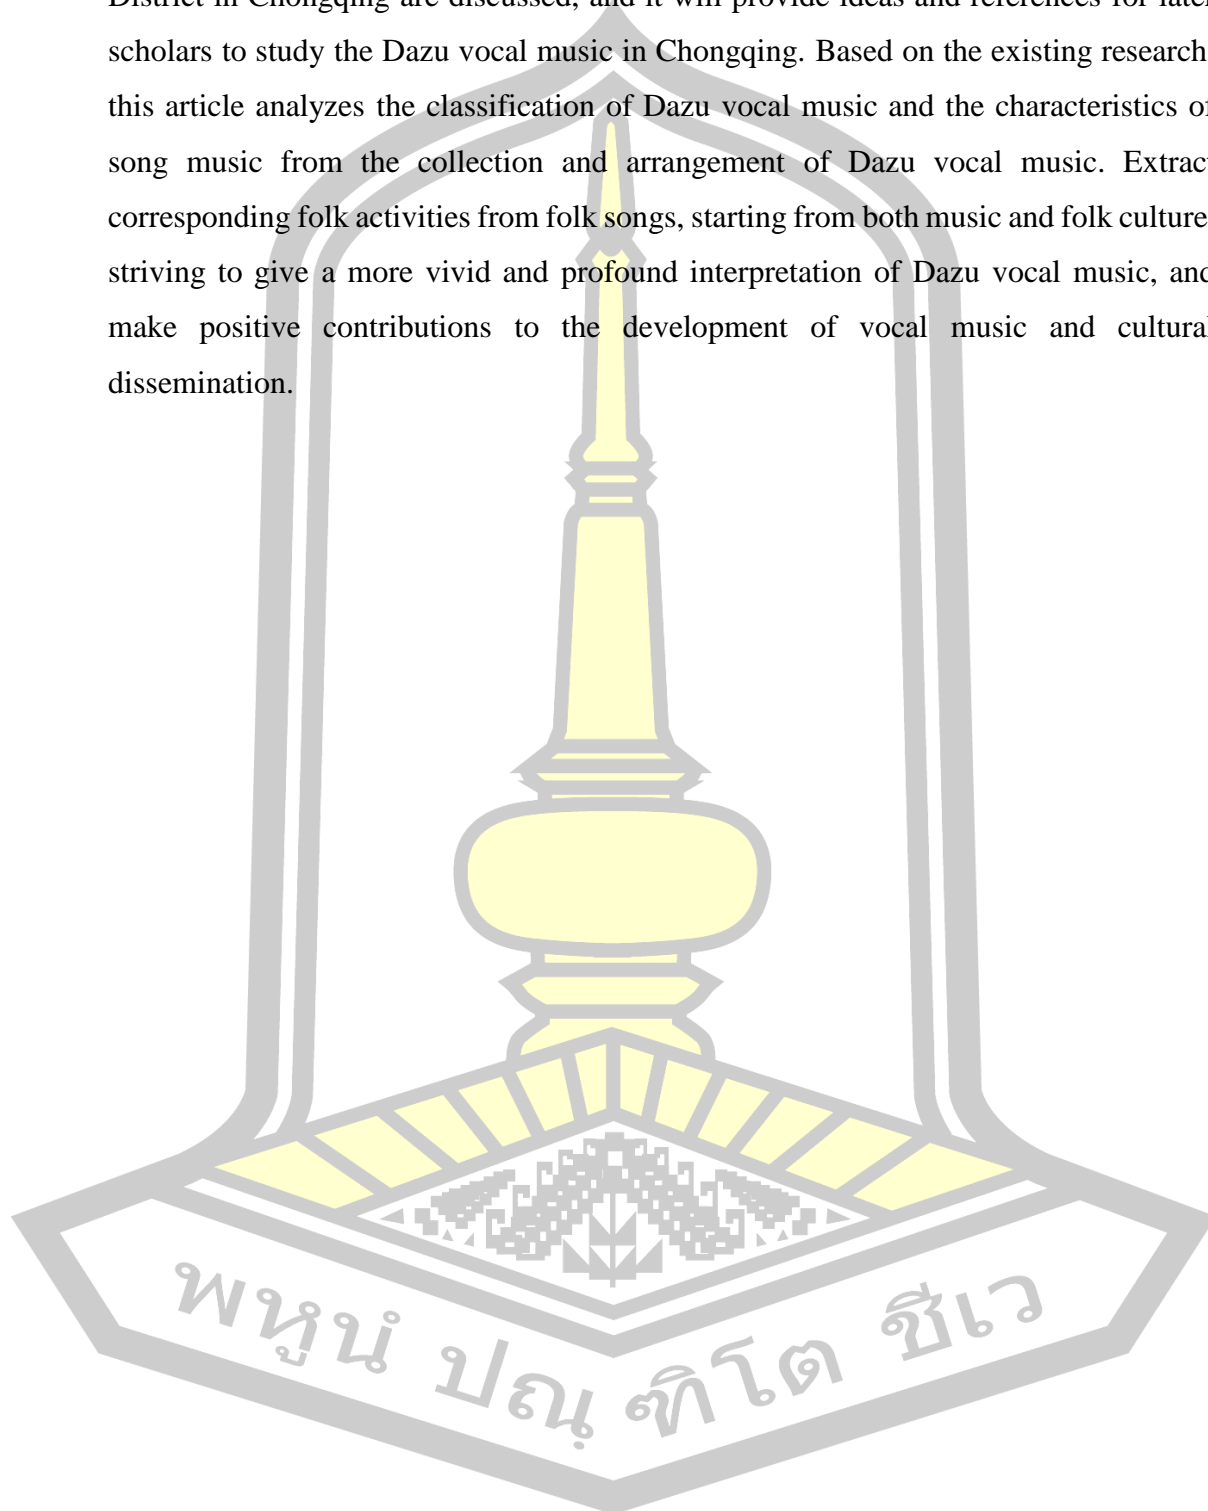 District in Chongqing are discussed, and it will provide ideas and references for later
scholars to study the Dazu vocal music in Chongqing. Based on the existing research
this article analyzes the classification of Dazu vocal music and the characteristics of
song music from the collection and arrangement of Dazu vocal music. Extract
corresponding folk activities from folk songs, starting from both music and folk culture
striving to give a more vivid and profound interpretation of Dazu vocal music, and
make positive contributions to the development of vocal music and cultural
dissemination.
พหูนํ ปณฺฑิโต ชีเว